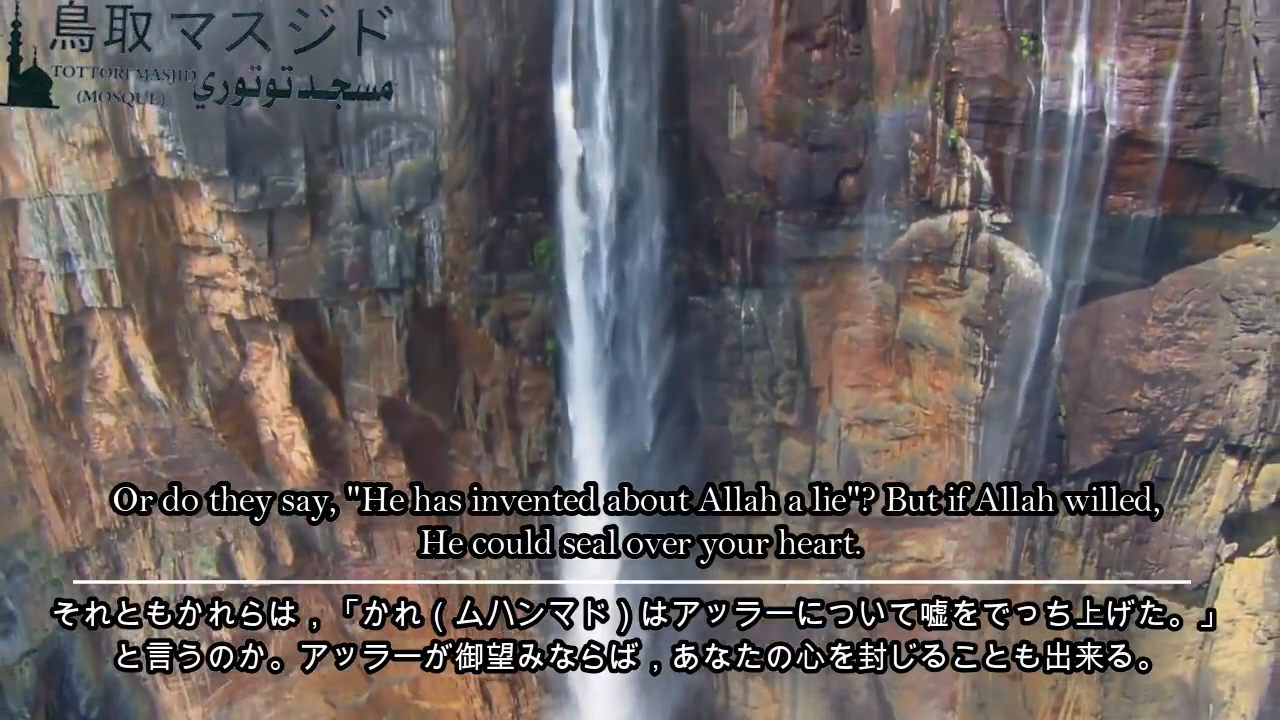 鳥取マスジド
TOTTORI MASJID
(MOSQUE)
مسجد توتوري
Or do they say, "He has invented about Allah a lie"? But if Allah willed,
He could seal over your heart.
それともかれらは，「かれ（ムハンマド）はアッラーについて嘘をでっち上げた。」
と言うのか。アッラーが御望みならば，あなたの心を封じることも出来る。